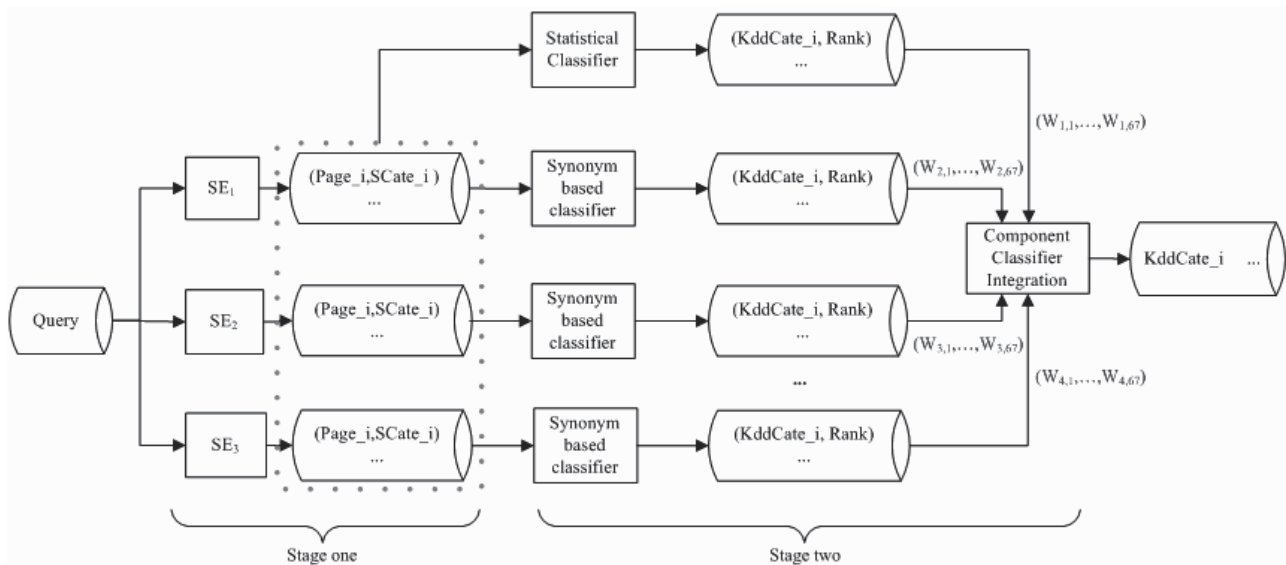 Statistical
Classifier
(KddCate_i, Rank)
...
(W1,1,...,W1,67)
SE1
(Page_i,SCate_i )
...
Synonym
based
classifier
(KddCate_i, Rank)
...
(W2,1,...,W2,67)
Component
Classifier
Integration
KddCate_i ...
Query
SE2
(Page_i,SCate_i)
...
Synonym
based
classifier
(KddCate_i, Rank)
...
(W3,1,...,W3,67)
...
(W4,1,...,W4,67)
SE3
(Page_i,SCate_i)
...
Synonym
based
classifier
(KddCate_i, Rank)
...
Stage one
Stage two